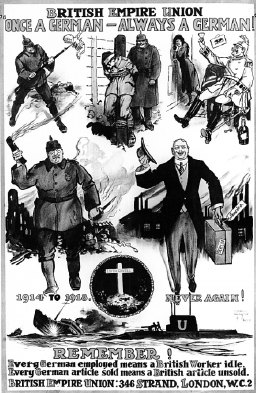 BRITISH EMPIRE UNION
ONCE A GERMAN — ALWAYS A GERMAN!
1914 TO 1918.
NEVER AGAIN!
U
REMEMBER!
Every German employed means a British Worker idle.
Every German article sold means a British article unsold.
BRITISH EMPIRE UNION: 346 STRAND, LONDON, W.C.2